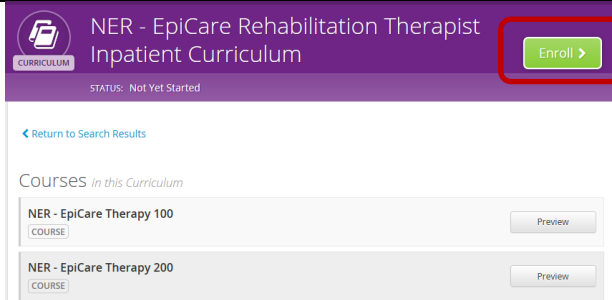 NER - EpiCare Rehabilitation Therapist
Inpatient Curriculum
CURRICULUM
Enroll
STATUS: Not Yet Started
Return to Search Results
Courses in this Curriculum
NER - EpiCare Therapy 100
COURSE
Preview
NER - EpiCare Therapy 200
COURSE
Preview